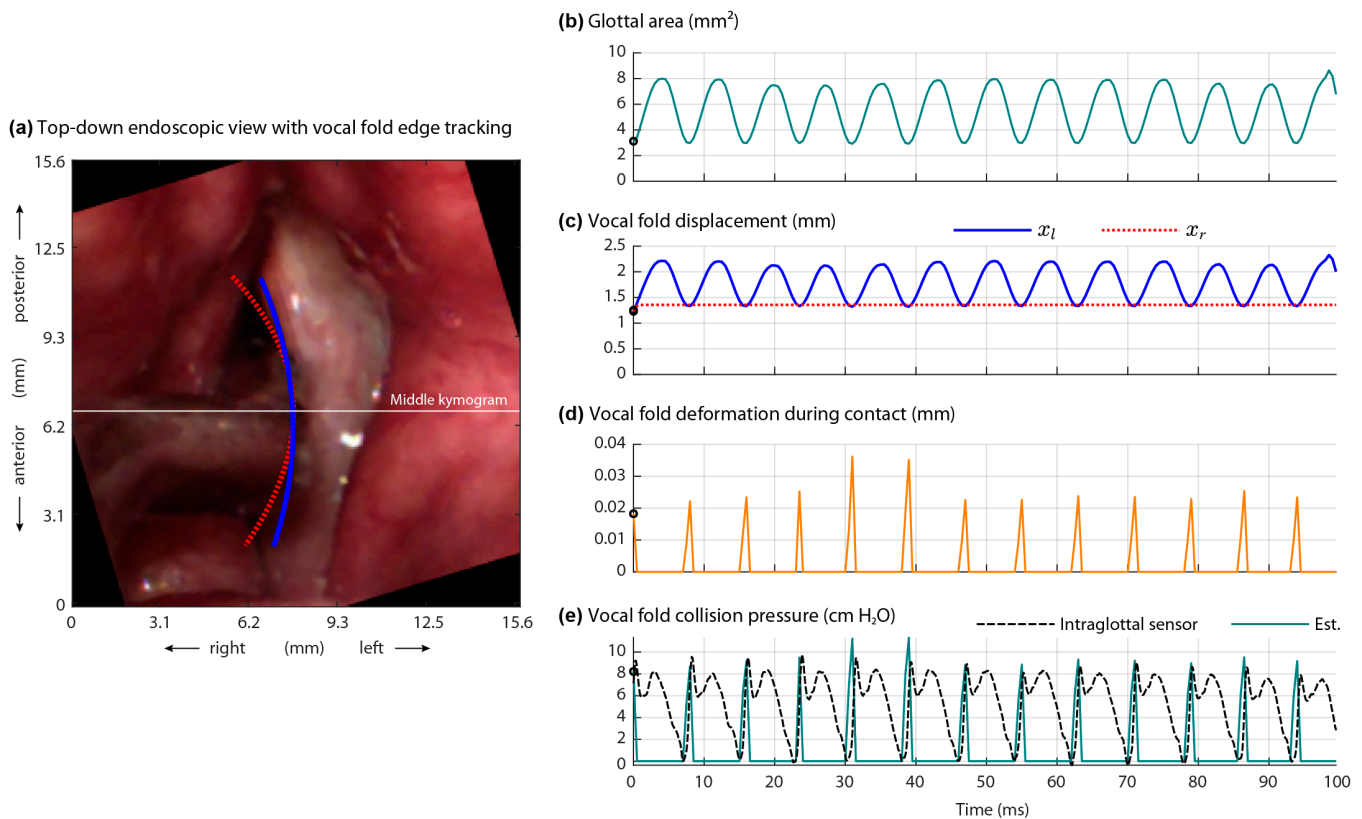 (a) Top-down endoscopic view with vocal fold edge tracking
15.6
12.5
9.3
6.2
3.1
0
anterior (mm) posterior
Middle kymogram
0 3.1 6.2 9.3 12.5 15.6
right (mm) left
(b) Glottal area (mm²)
10
8
6
4
2
0
(c) Vocal fold displacement (mm)
xₗ xᵣ
2.5
2
1.5
1
0.5
0
(d) Vocal fold deformation during contact (mm)
0.04
0.03
0.02
0.01
0
(e) Vocal fold collision pressure (cm H₂O)
Intraglottal sensor Est.
10
8
6
4
2
0
0 10 20 30 40 50 60 70 80 90 100
Time (ms)